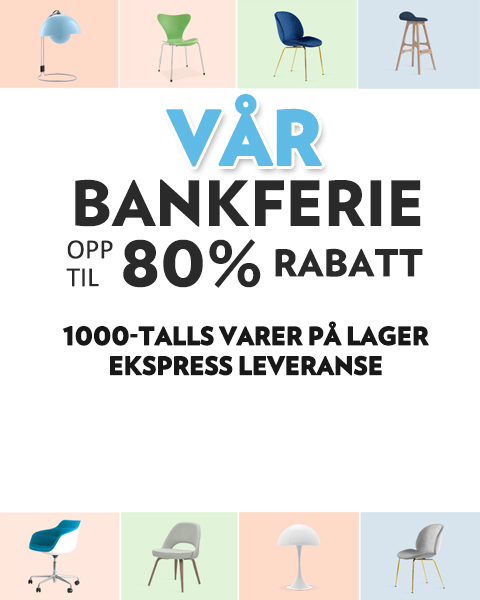 VÅR
BANKFERIE
OPP TIL 80% RABATT
1000-TALLS VARER PÅ LAGER
EKSPRESS LEVERANSE